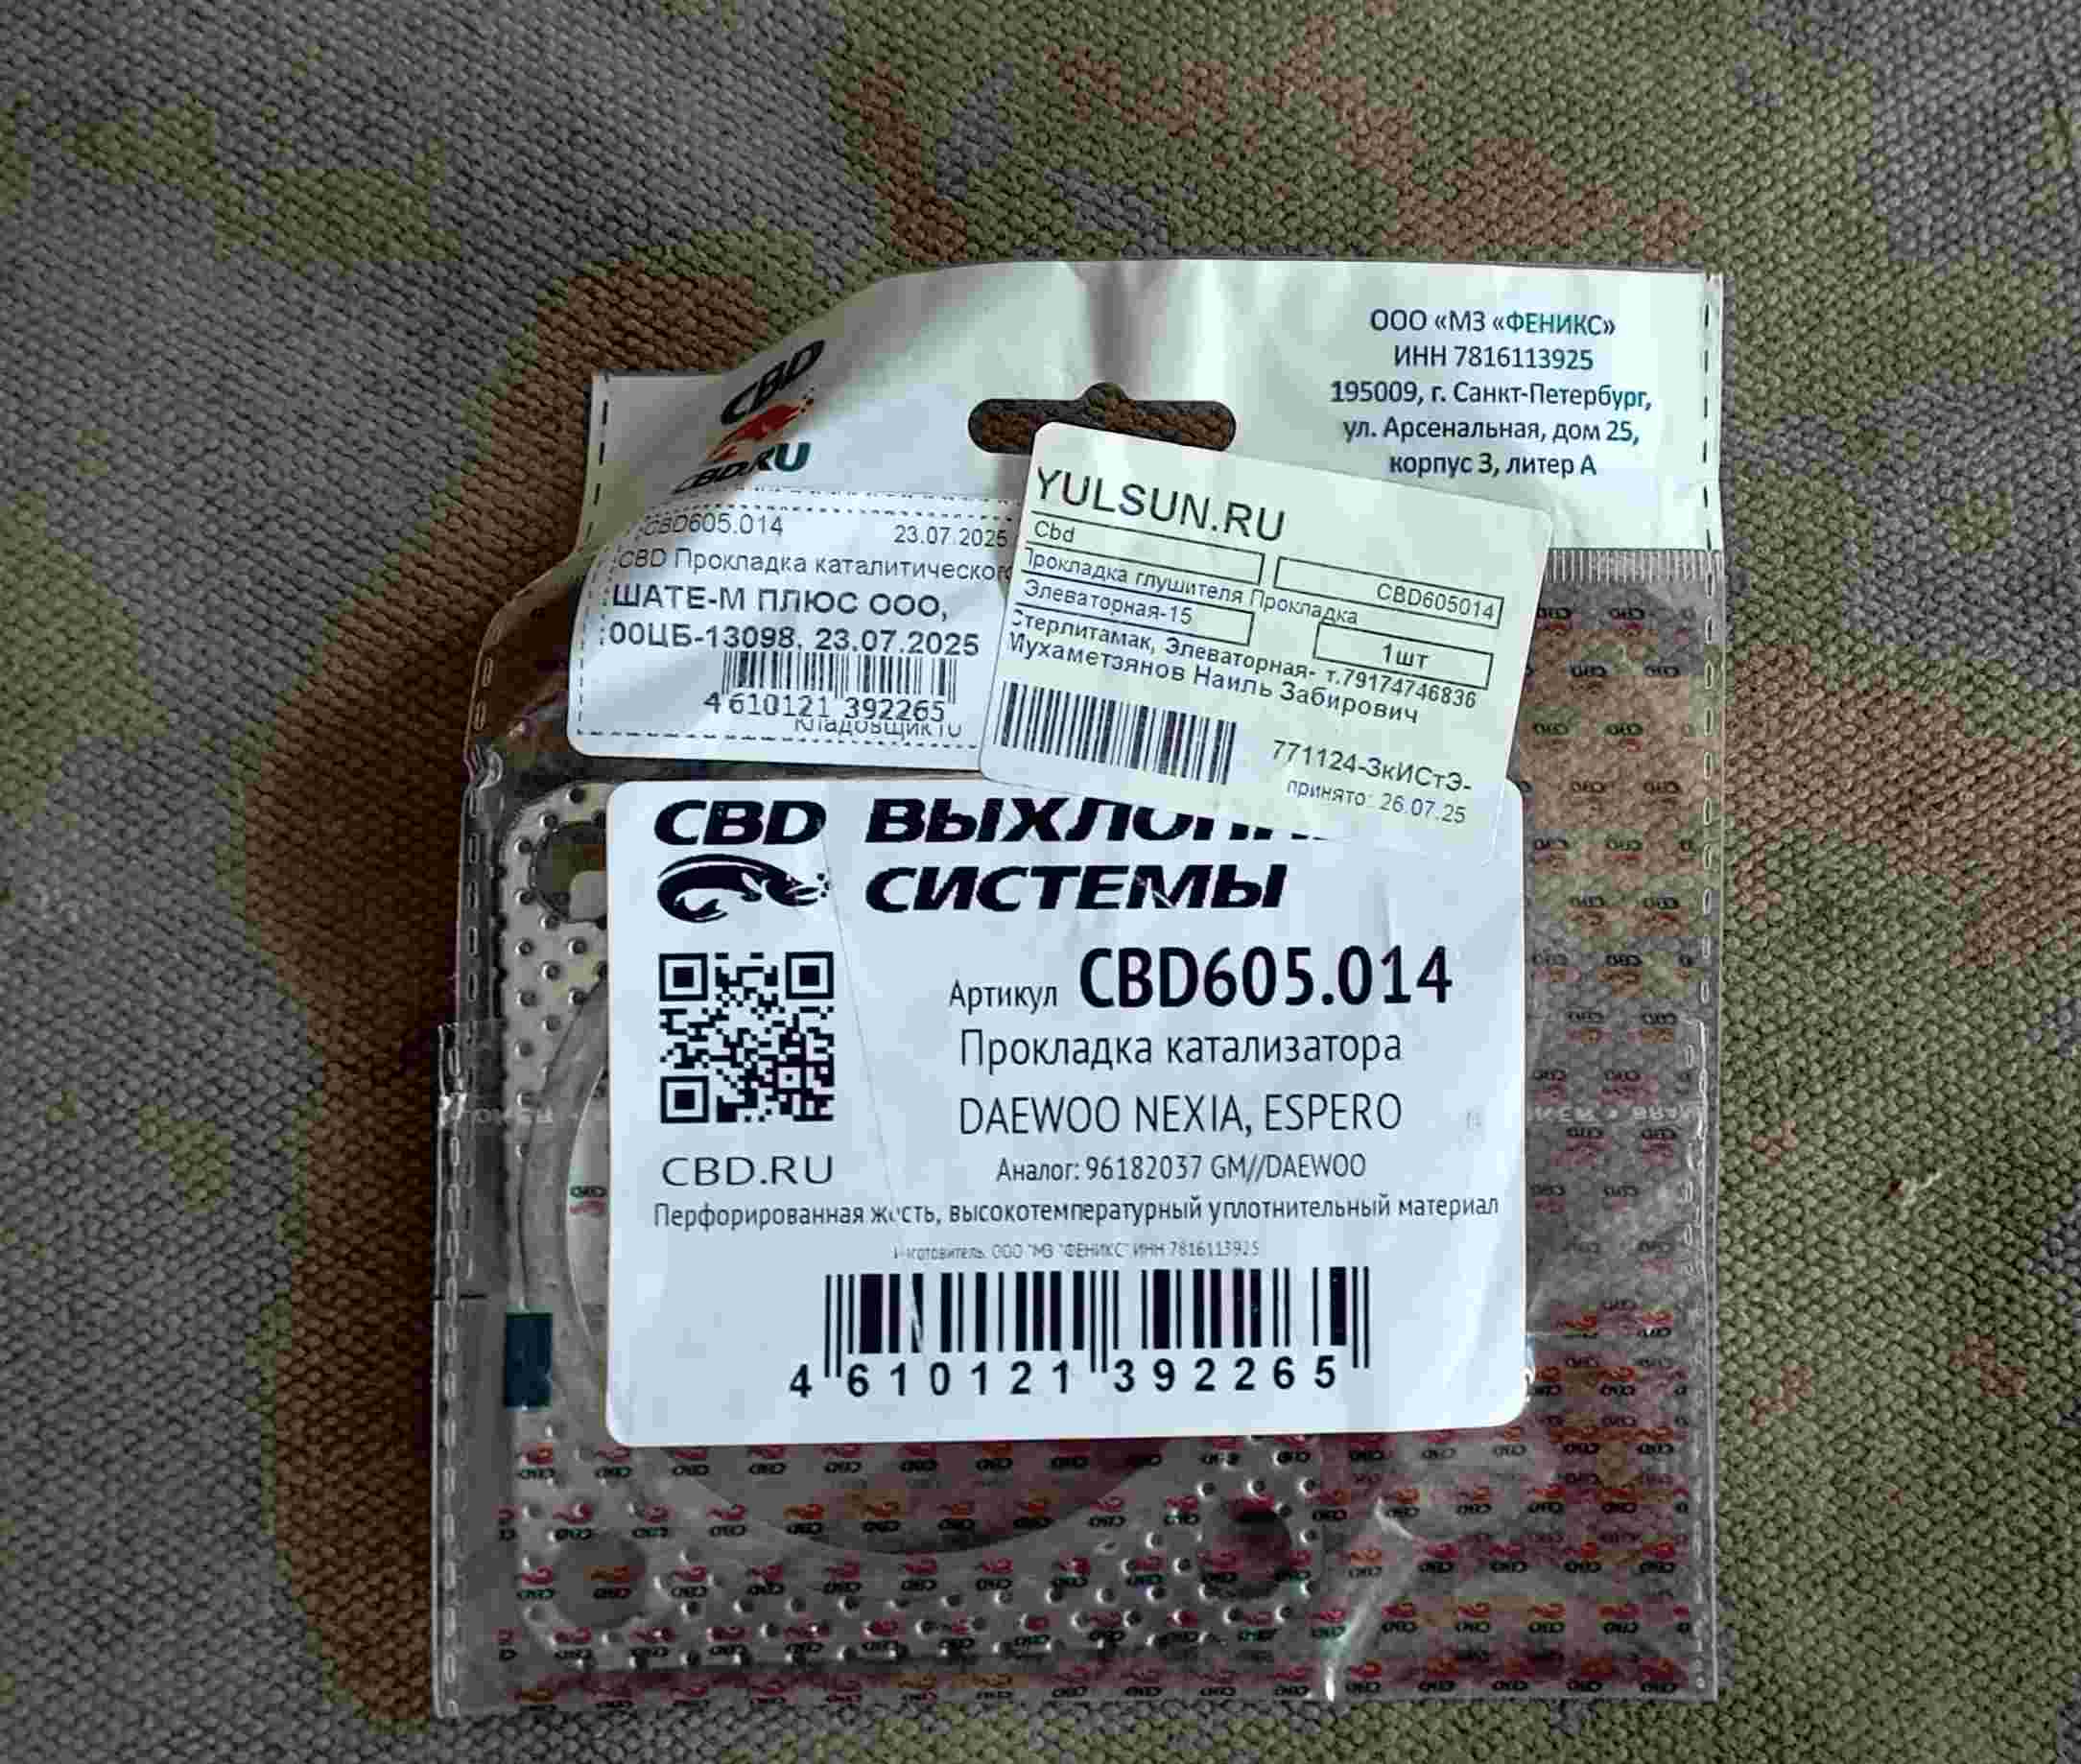 ООО «МЗ «ФЕНИКС»
ИНН 7816113925
195009, г. Санкт-Петербург,
ул. Арсенальная, дом 25,
корпус 3, литер А
CBD
CBD.RU
CBD605.014 23.07.2025
CBD Прокладка каталитического
ШАТЕ-М ПЛЮС ООО,
00ЦБ-13098, 23.07.2025
4 610121 392265
Кладовщик10
YULSUN.RU
Cbd
CBD605014
Прокладка глушителя Прокладка
Элеваторная-15
1шт
Стерлитамак, Элеваторная- т.79174746836
Мухаметзянов Наиль Забирович
771124-ЗкИСтЭ-
принято: 26.07.25
CBD
СИСТЕМЫ
Артикул CBD605.014
Прокладка катализатора
DAEWOO NEXIA, ESPERO
CBD.RU
Аналог: 96182037 GM//DAEWOO
Перфорированная жесть, высокотемпературный уплотнительный материал
Изготовитель: ООО "МЗ "ФЕНИКС" ИНН 7816113925
4 610121 392265